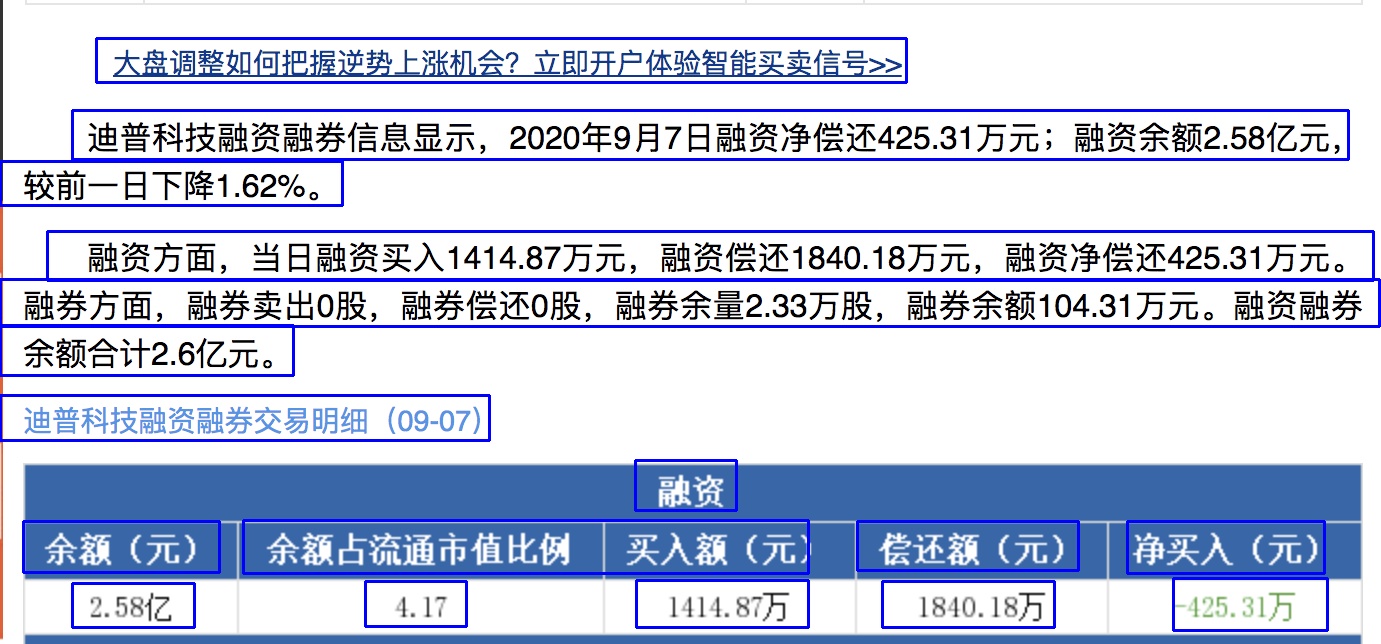 大盘调整如何把握逆势上涨机会？立即开户体验智能买卖信号>>
迪普科技融资融券信息显示，2020年9月7日融资净偿还425.31万元；融资余额2.58亿元，
较前一日下降1.62%。
融资方面，当日融资买入1414.87万元，融资偿还1840.18万元，融资净偿还425.31万元。
融券方面，融券卖出0股，融券偿还0股，融券余量2.33万股，融券余额104.31万元。融资融券
余额合计2.6亿元。
迪普科技融资融券交易明细（09-07）
融资
余额（元） 余额占流通市值比例 买入额（元） 偿还额（元） 净买入（元）
2.58亿 4.17 1414.87万 1840.18万 -425.31万